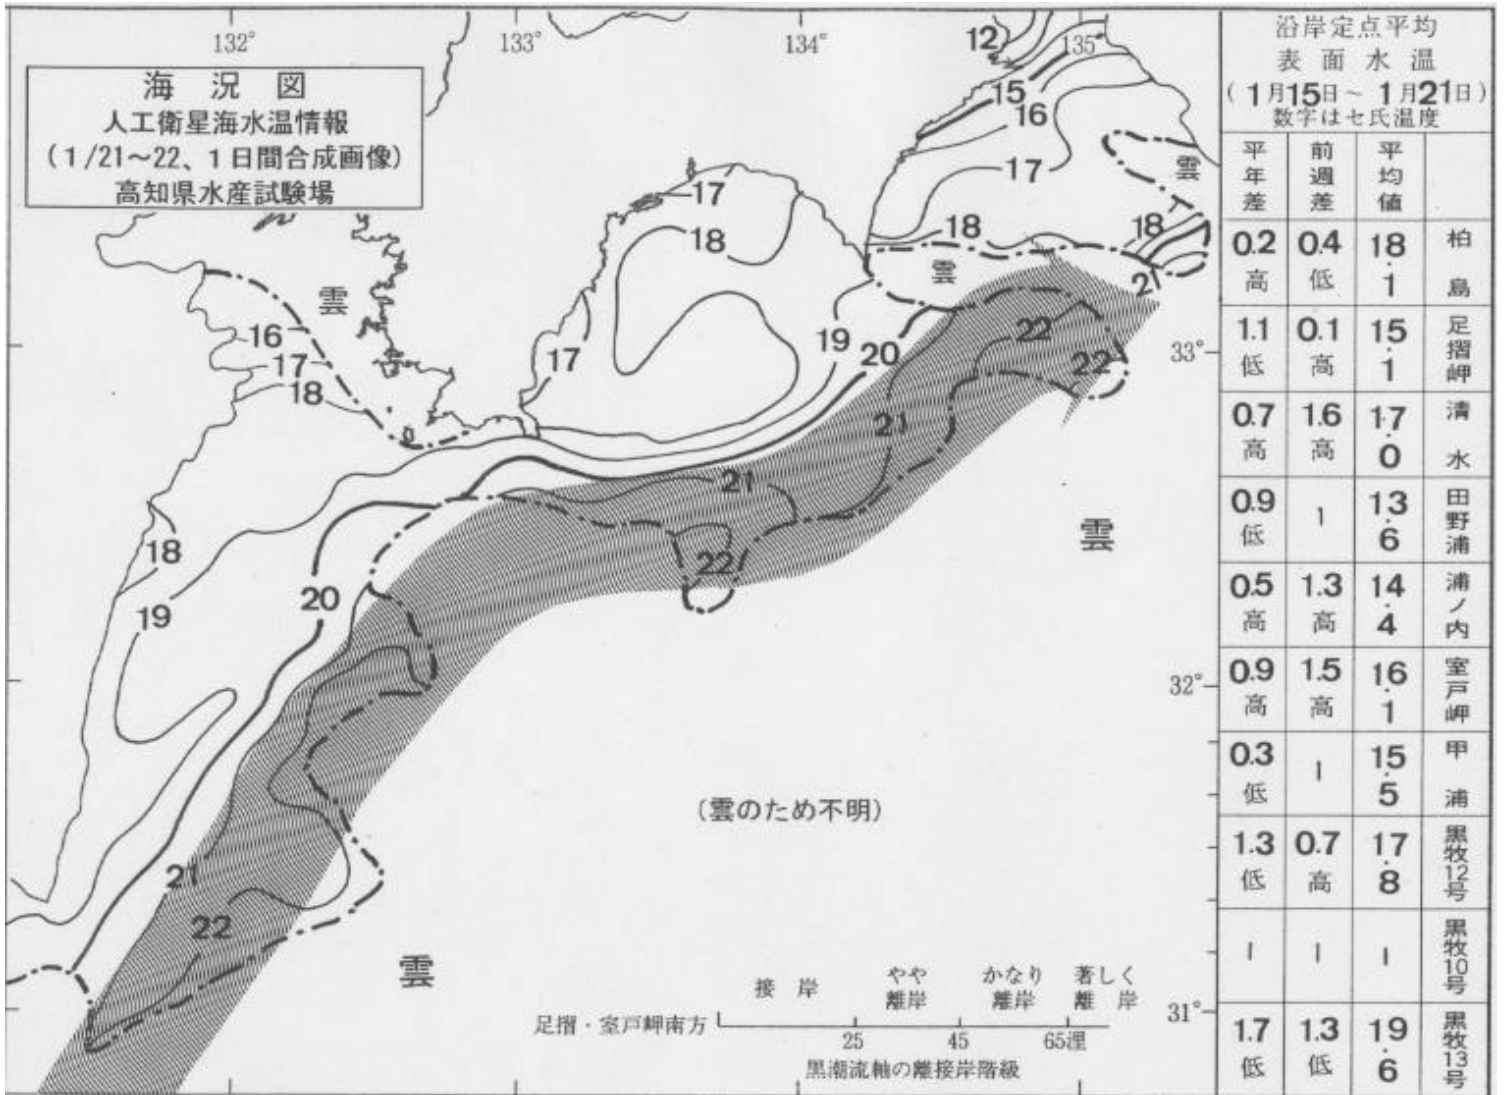 132°
133°
134°
135°
海況図
人工衛星海水温情報
(1/21～22、1日間合成画像)
高知県水産試験場
12
15
16
17
雲
18
18
雲
21
17
18
雲
16
17
18
17
19
20
22
22
33°
21
21
22
雲
18
19
20
32°
(雲のため不明)
21
22
雲
31°
接岸
やや離岸
かなり離岸
著しく離岸
足摺・室戸岬南方
25
45
65浬
黒潮流軸の離接岸階級
沿岸定点平均
表面水温
(1月15日～1月21日)
数字はセ氏温度
平年差 前週差 平均値
0.2高 0.4低 18.1 柏島
1.1低 0.1高 15.1 足摺岬
0.7高 1.6高 17.0 清水
0.9低 - 13.6 田野浦
0.5高 1.3高 14.4 浦ノ内
0.9高 1.5高 16.1 室戸岬
0.3低 - 15.5 甲浦
1.3低 0.7高 17.8 黒牧12号
- - - 黒牧10号
1.7低 1.3低 19.6 黒牧13号